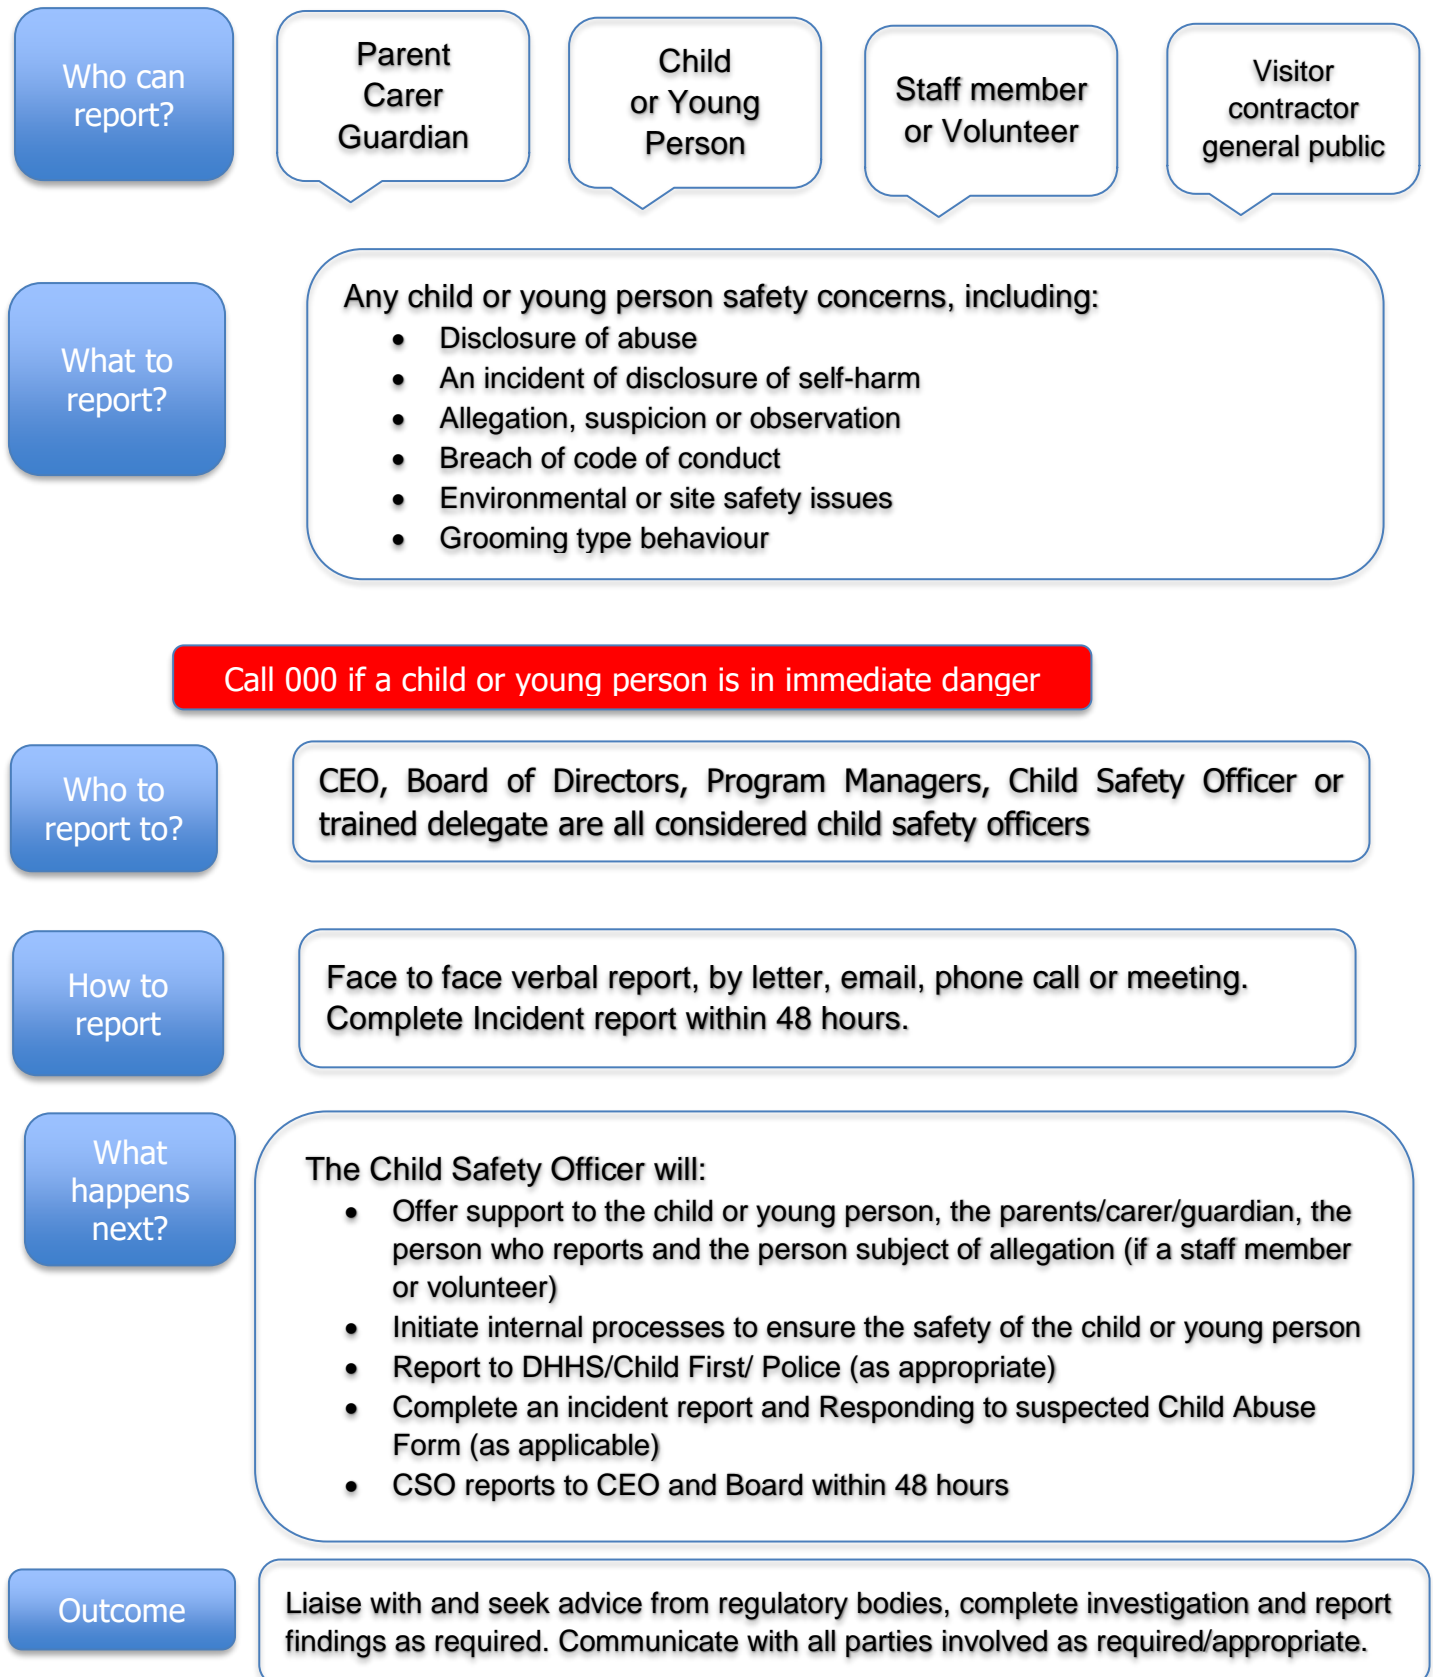 Who can
report?
Parent
Carer
Guardian
Child
or Young
Person
Staff member
or Volunteer
Visitor
contractor
general public
What to
report?
Any child or young person safety concerns, including:
• Disclosure of abuse
• An incident of disclosure of self-harm
• Allegation, suspicion or observation
• Breach of code of conduct
• Environmental or site safety issues
• Grooming type behaviour
Call 000 if a child or young person is in immediate danger
Who to
report to?
CEO, Board of Directors, Program Managers, Child Safety Officer or
trained delegate are all considered child safety officers
How to
report
Face to face verbal report, by letter, email, phone call or meeting.
Complete Incident report within 48 hours.
What
happens
next?
The Child Safety Officer will:
• Offer support to the child or young person, the parents/carer/guardian, the
person who reports and the person subject of allegation (if a staff member
or volunteer)
• Initiate internal processes to ensure the safety of the child or young person
• Report to DHHS/Child First/ Police (as appropriate)
• Complete an incident report and Responding to suspected Child Abuse
Form (as applicable)
• CSO reports to CEO and Board within 48 hours
Outcome
Liaise with and seek advice from regulatory bodies, complete investigation and report
findings as required. Communicate with all parties involved as required/appropriate.